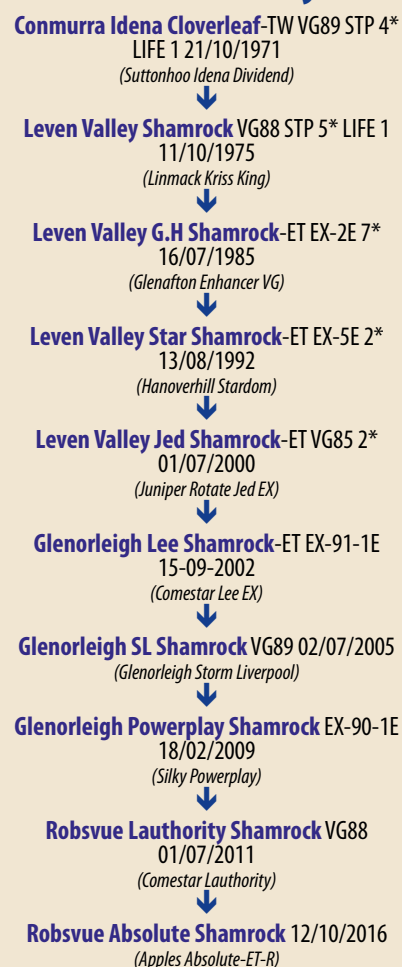 Conmurra Idena Cloverleaf-TW VG89 STP 4*
LIFE 1 21/10/1971
(Suttonhoo Idena Dividend)
Leven Valley Shamrock VG88 STP 5* LIFE 1
11/10/1975
(Linmack Kriss King)
Leven Valley G.H Shamrock-ET EX-2E 7*
16/07/1985
(Glenafton Enhancer VG)
Leven Valley Star Shamrock-ET EX-5E 2*
13/08/1992
(Hanoverhill Stardom)
Leven Valley Jed Shamrock-ET VG85 2*
01/07/2000
(Juniper Rotate Jed EX)
Glenorleigh Lee Shamrock-ET EX-91-1E
15-09-2002
(Comestar Lee EX)
Glenorleigh SL Shamrock VG89 02/07/2005
(Glenorleigh Storm Liverpool)
Glenorleigh Powerplay Shamrock EX-90-1E
18/02/2009
(Silky Powerplay)
Robsvue Lauthority Shamrock VG88
01/07/2011
(Comestar Lauthority)
Robsvue Absolute Shamrock 12/10/2016
(Apples Absolute-ET-R)